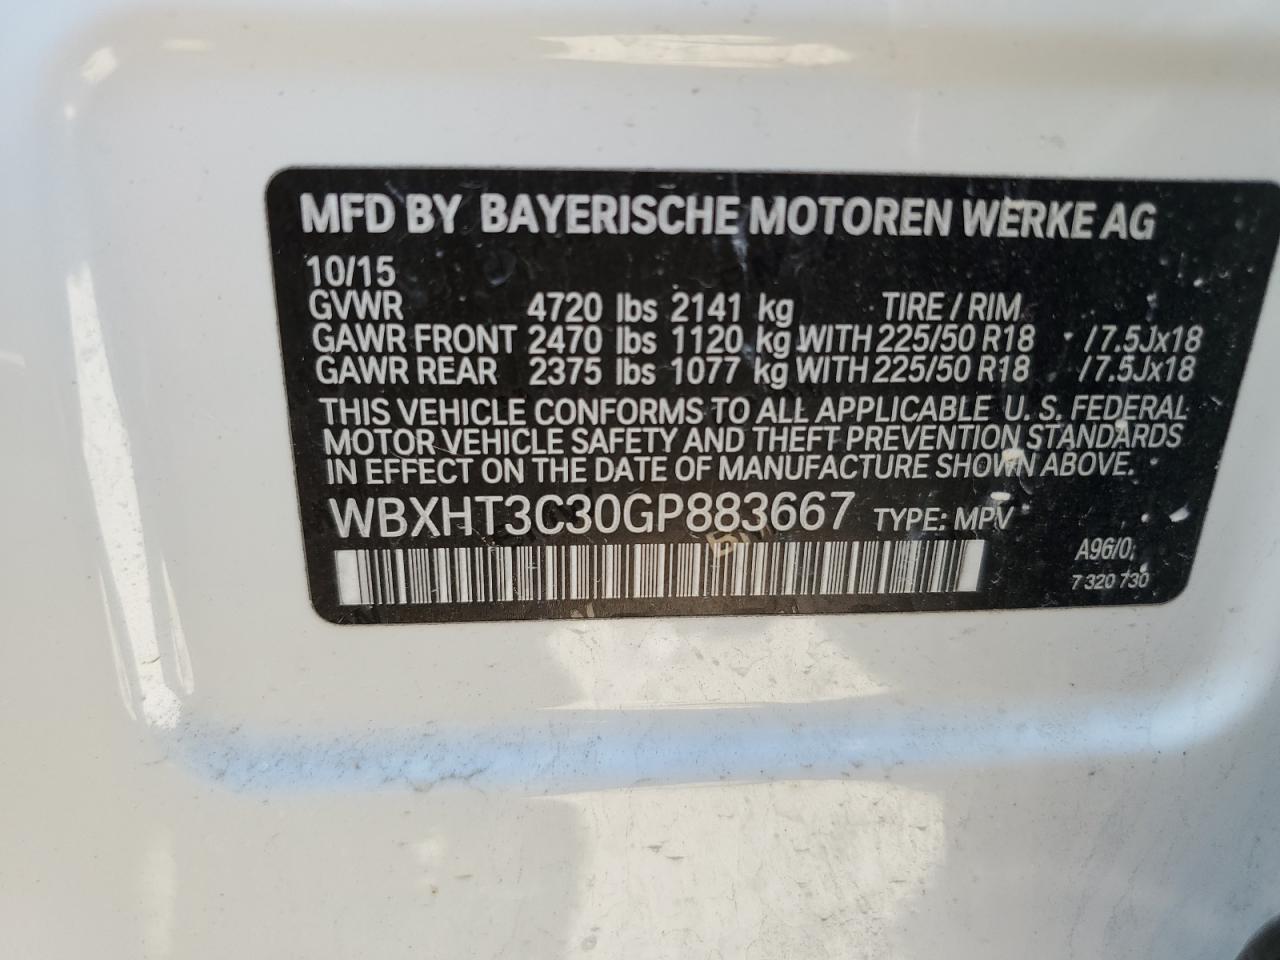 MFD BY BAYERISCHE MOTOREN WERKE AG
10/15
GVWR 4720 lbs 2141 kg TIRE / RIM
GAWR FRONT 2470 lbs 1120 kg WITH 225/50 R18 /7.5Jx18
GAWR REAR 2375 lbs 1077 kg WITH 225/50 R18 /7.5Jx18
THIS VEHICLE CONFORMS TO ALL APPLICABLE U. S. FEDERAL
MOTOR VEHICLE SAFETY AND THEFT PREVENTION STANDARDS
IN EFFECT ON THE DATE OF MANUFACTURE SHOWN ABOVE.
WBXHT3C30GP883667 TYPE: MPV
A96/0;
7 320 730